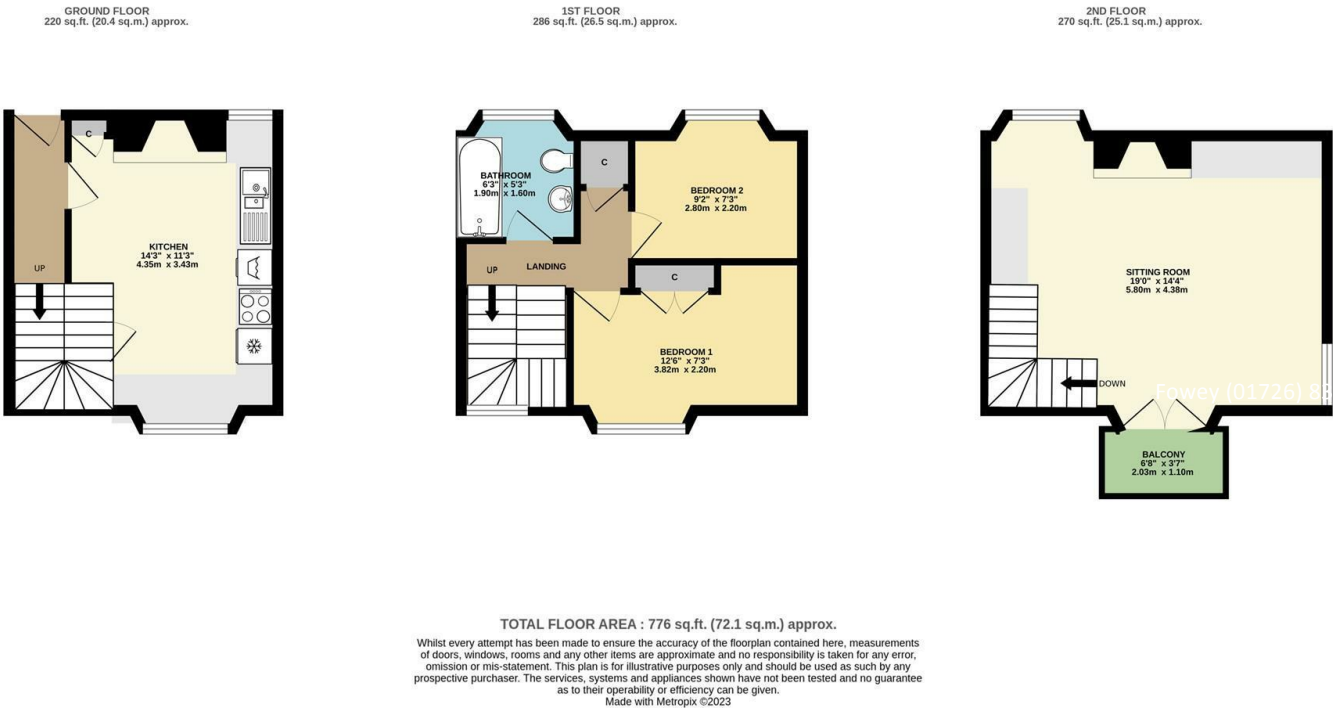 GROUND FLOOR
220 sq.ft. (20.4 sq.m.) approx.
C
KITCHEN
14'3" x 11'3"
4.35m x 3.43m
UP
1ST FLOOR
286 sq.ft. (26.5 sq.m.) approx.
BATHROOM
6'3" x 5'3"
1.90m x 1.60m
C
BEDROOM 2
9'2" x 7'3"
2.80m x 2.20m
UP
LANDING
C
BEDROOM 1
12'6" x 7'3"
3.82m x 2.20m
2ND FLOOR
270 sq.ft. (25.1 sq.m.) approx.
SITTING ROOM
19'0" x 14'4"
5.80m x 4.38m
DOWN
Fowey (01726) 83
BALCONY
6'8" x 3'7"
2.03m x 1.10m
TOTAL FLOOR AREA : 776 sq.ft. (72.1 sq.m.) approx.
Whilst every attempt has been made to ensure the accuracy of the floorplan contained here, measurements
of doors, windows, rooms and any other items are approximate and no responsibility is taken for any error,
omission or mis-statement. This plan is for illustrative purposes only and should be used as such by any
prospective purchaser. The services, systems and appliances shown have not been tested and no guarantee
as to their operability or efficiency can be given.
Made with Metropix ©2023